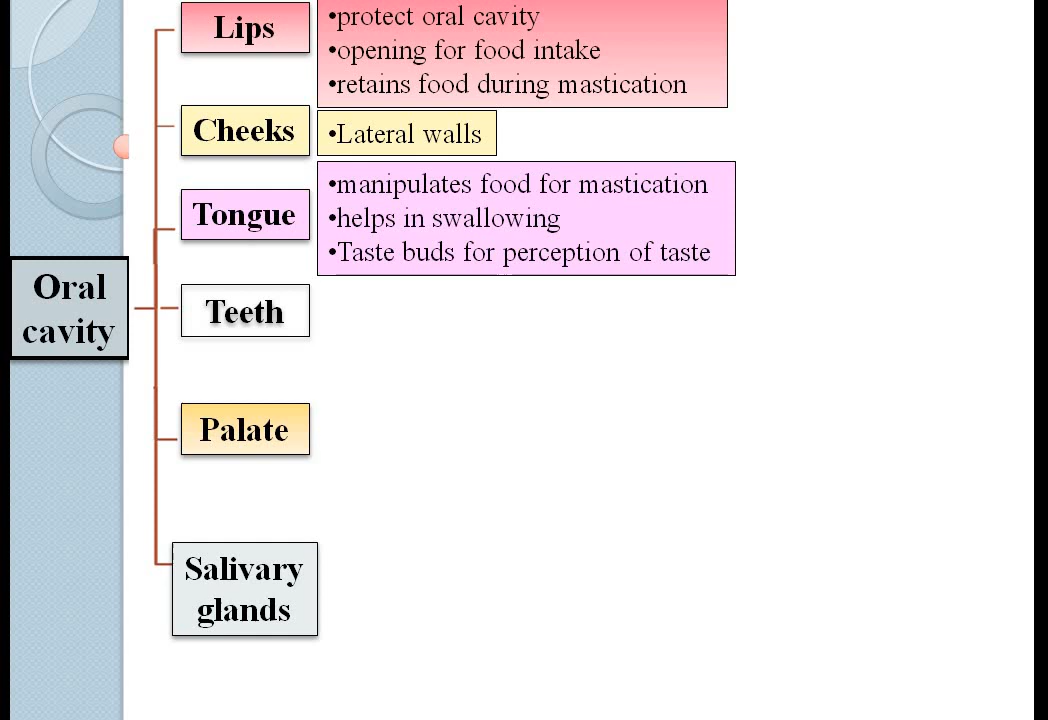 Lips
•protect oral cavity
•opening for food intake
•retains food during mastication
Cheeks
•Lateral walls
Tongue
•manipulates food for mastication
•helps in swallowing
•Taste buds for perception of taste
Oral
cavity
Teeth
Palate
Salivary
glands